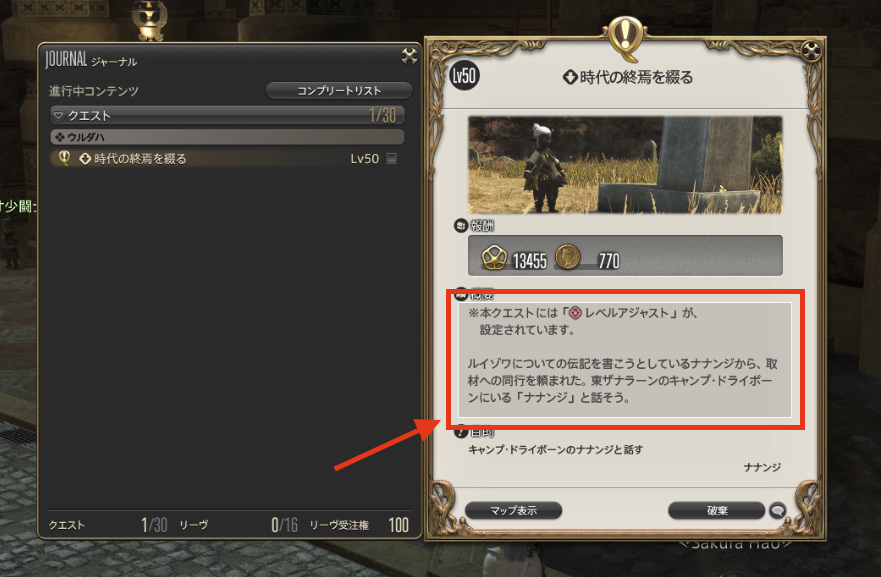 JOURNAL ジャーナル
進行中コンテンツ
コンプリートリスト
クエスト 1/30
ウルダハ
時代の終焉を綴る Lv50
クエスト 1/30 リーヴ 0/16 リーヴ受注権 100
Lv50
時代の終焉を綴る
報酬
13455 770
概要
※本クエストには「レベルアジャスト」が、
設定されています。
ルイゾワについての伝記を書こうとしているナナンジから、取
材への同行を頼まれた。東ザナラーンのキャンプ・ドライボー
ンにいる「ナナンジ」と話そう。
目的
キャンプ・ドライボーンのナナンジと話す
ナナンジ
マップ表示
破棄